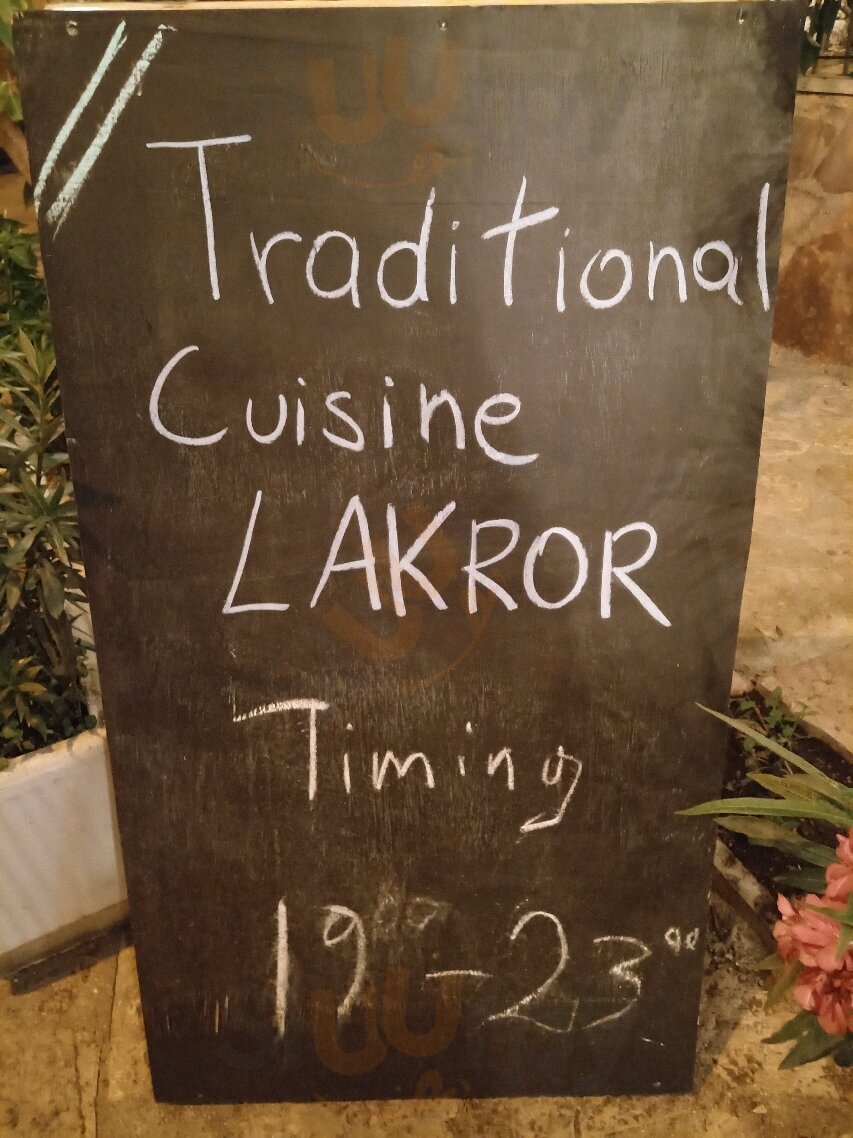 Traditional
Cuisine
LAKROR
Timing
19⁰⁰-23⁰⁰